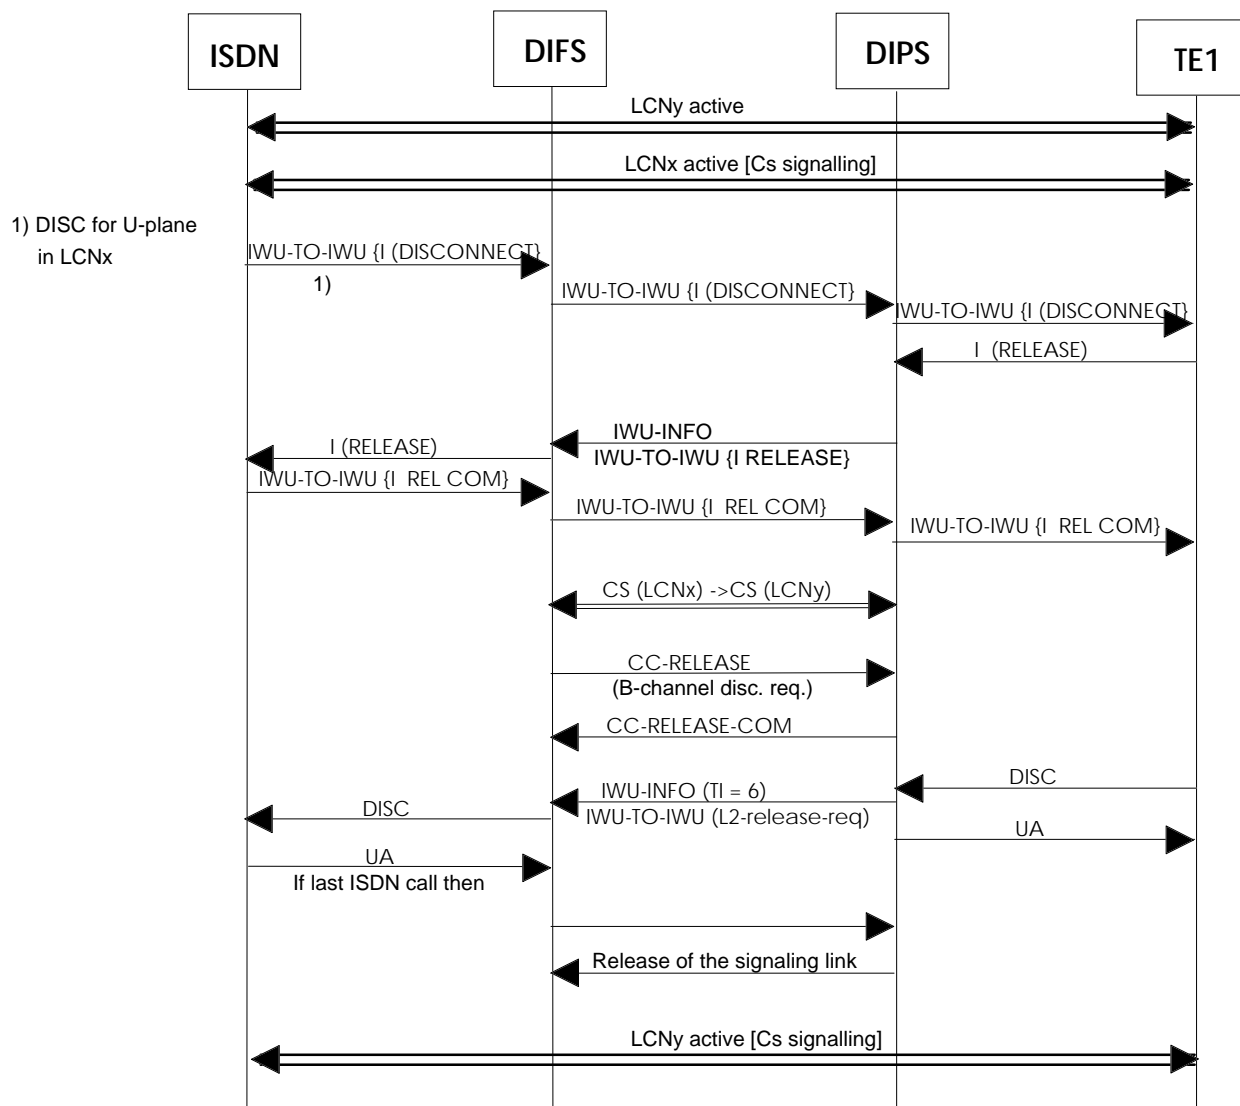 ISDN
DIFS
DIPS
TE1
LCNy active
LCNx active [Cs signalling]
1) DISC for U-plane
in LCNx
IWU-TO-IWU {I (DISCONNECT}
1)
IWU-TO-IWU {I (DISCONNECT}
IWU-TO-IWU {I (DISCONNECT}
I (RELEASE)
IWU-INFO
I (RELEASE)
IWU-TO-IWU {I RELEASE}
IWU-TO-IWU {I REL COM}
IWU-TO-IWU {I REL COM}
IWU-TO-IWU {I REL COM}
CS (LCNx) ->CS (LCNy)
CC-RELEASE
(B-channel disc. req.)
CC-RELEASE-COM
DISC
IWU-INFO (TI = 6)
DISC
IWU-TO-IWU (L2-release-req)
UA
UA
If last ISDN call then
Release of the signaling link
LCNy active [Cs signalling]